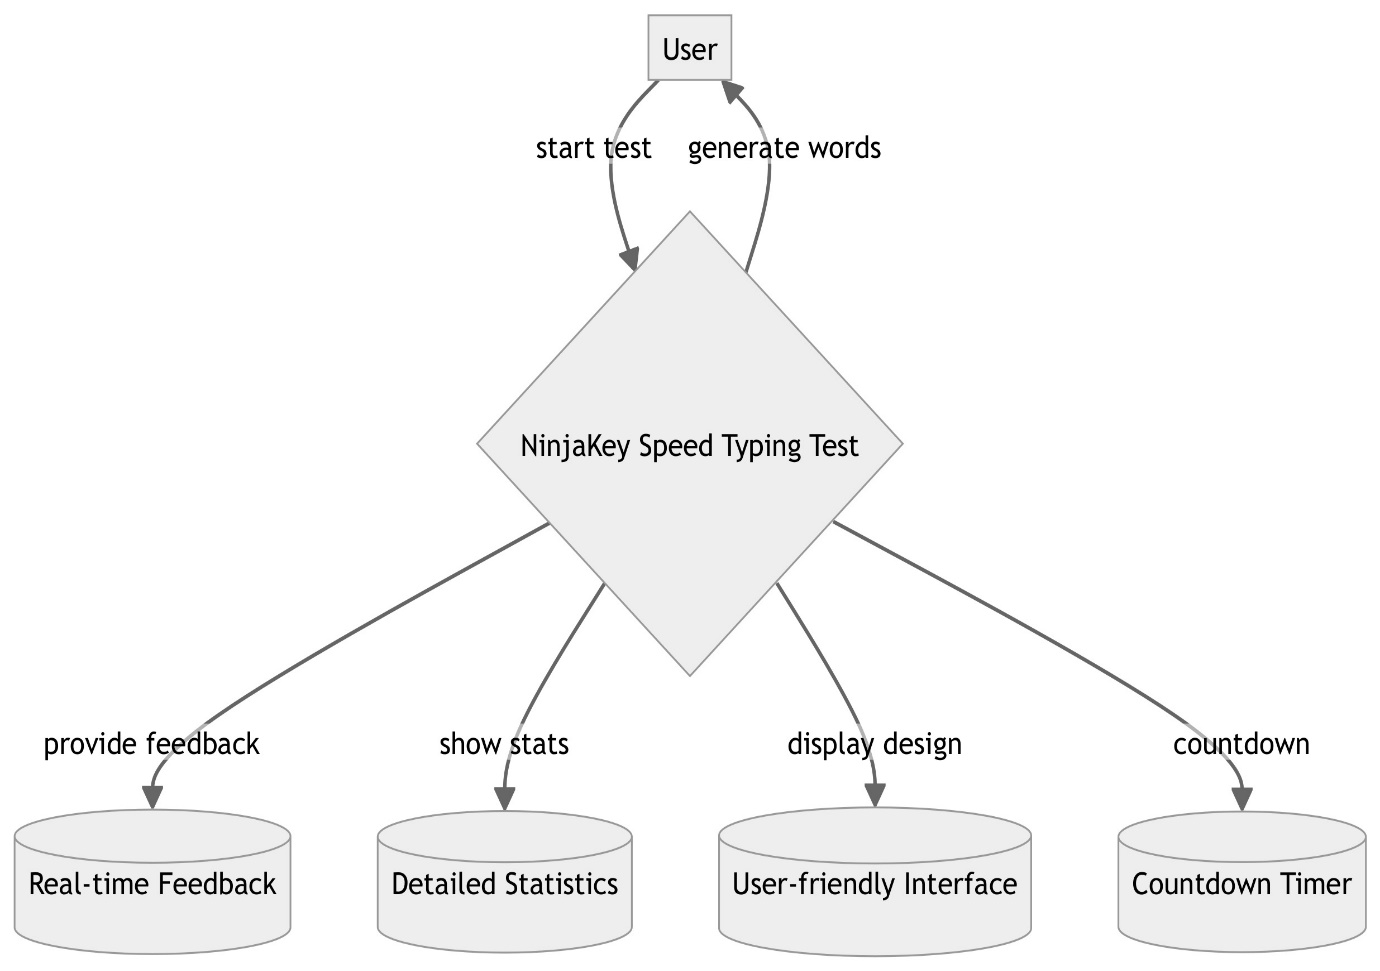 User
start test
generate words
NinjaKey Speed Typing Test
provide feedback
show stats
display design
countdown
Real-time Feedback
Detailed Statistics
User-friendly Interface
Countdown Timer